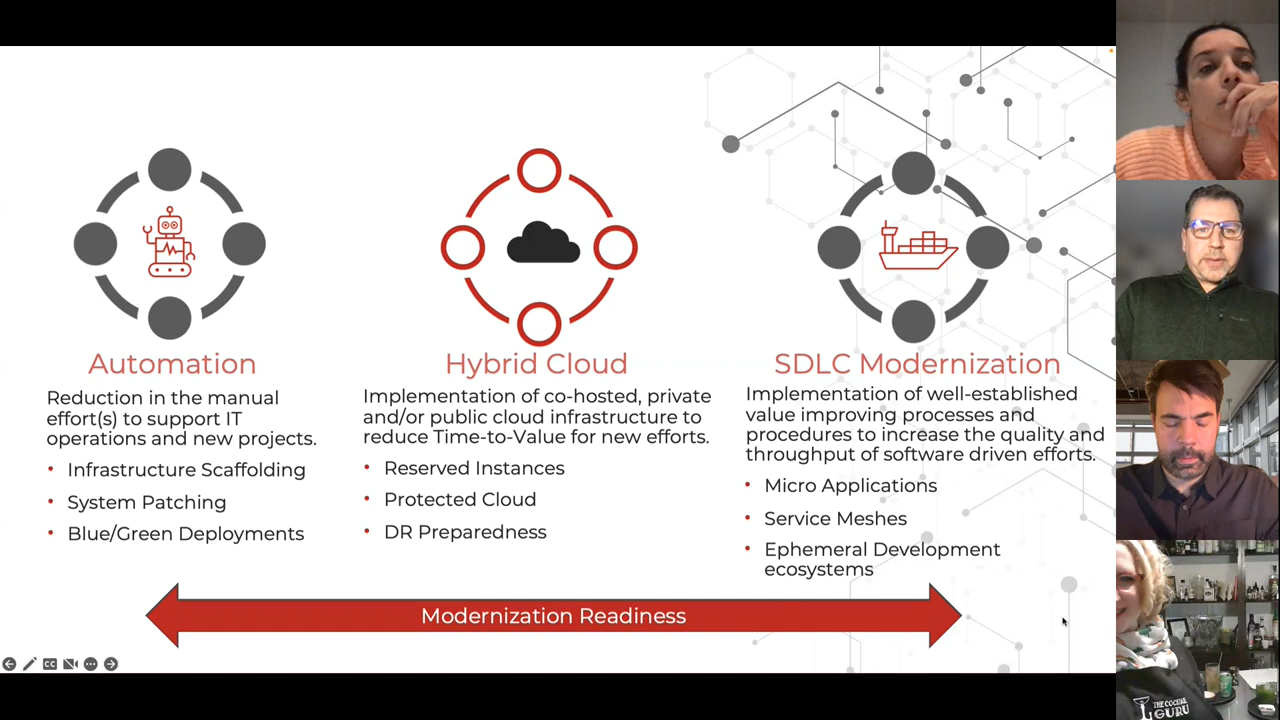 Automation
Reduction in the manual
effort(s) to support IT
operations and new projects.
• Infrastructure Scaffolding
• System Patching
• Blue/Green Deployments
Hybrid Cloud
Implementation of co-hosted, private
and/or public cloud infrastructure to
reduce Time-to-Value for new efforts.
• Reserved Instances
• Protected Cloud
• DR Preparedness
SDLC Modernization
Implementation of well-established
value improving processes and
procedures to increase the quality and
throughput of software driven efforts.
• Micro Applications
• Service Meshes
• Ephemeral Development
ecosystems
Modernization Readiness
CC
THE COCKTAIL
GURU